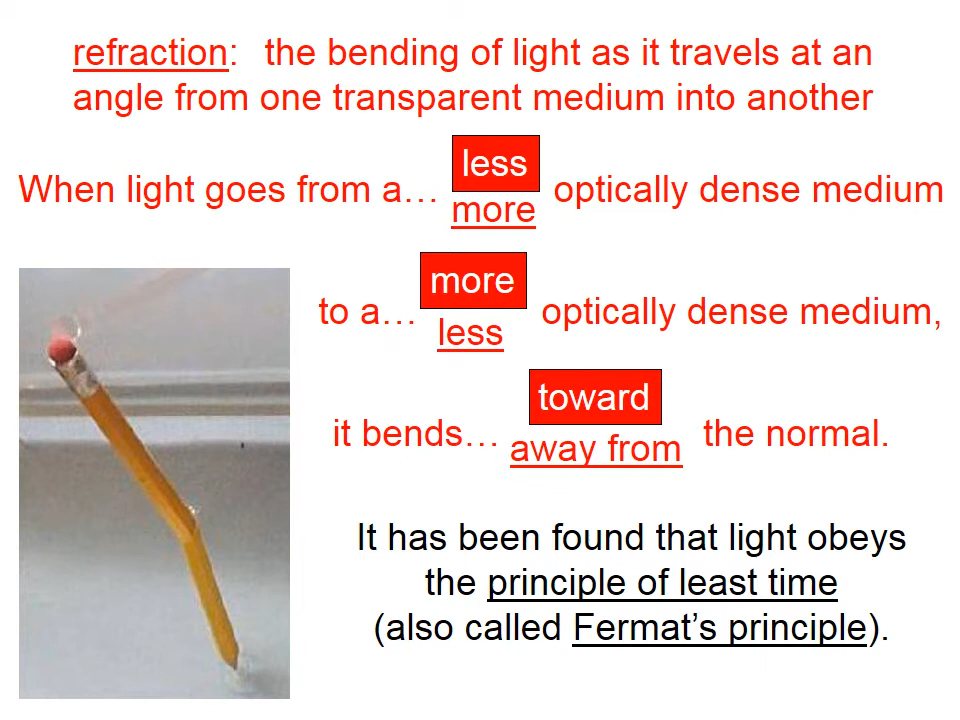 refraction: the bending of light as it travels at an
angle from one transparent medium into another
less
When light goes from a… optically dense medium
more
more
to a… optically dense medium,
less
toward
it bends… the normal.
away from
It has been found that light obeys
the principle of least time
(also called Fermat's principle).